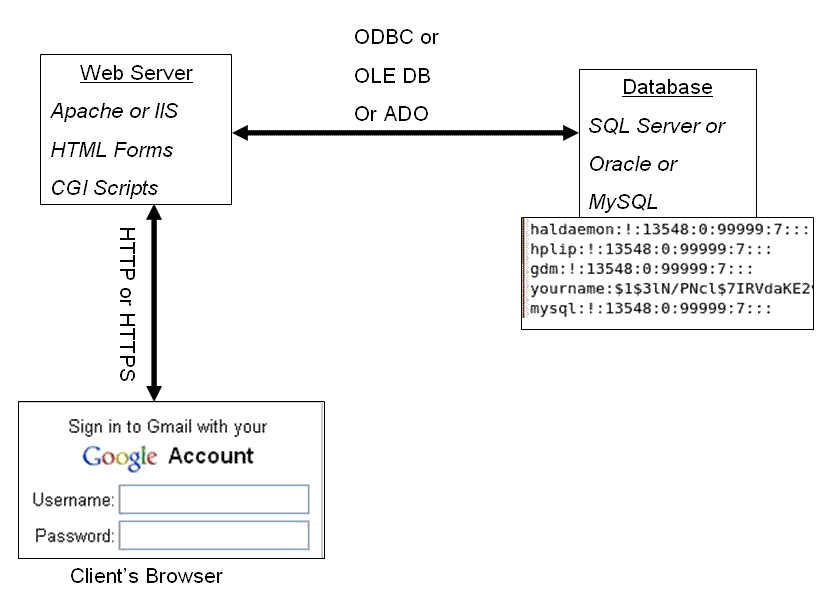 ODBC or
OLE DB
Or ADO
Web Server
Apache or IIS
HTML Forms
CGI Scripts
Database
SQL Server or
Oracle or
MySQL
haldaemon:!:13548:0:99999:7:::
hplip:!:13548:0:99999:7:::
gdm:!:13548:0:99999:7:::
yourname:$1$3lN/PNcl$7IRVdaKE2
mysql:!:13548:0:99999:7:::
HTTP or HTTPS
Sign in to Gmail with your
Google Account
Username:
Password:
Client's Browser